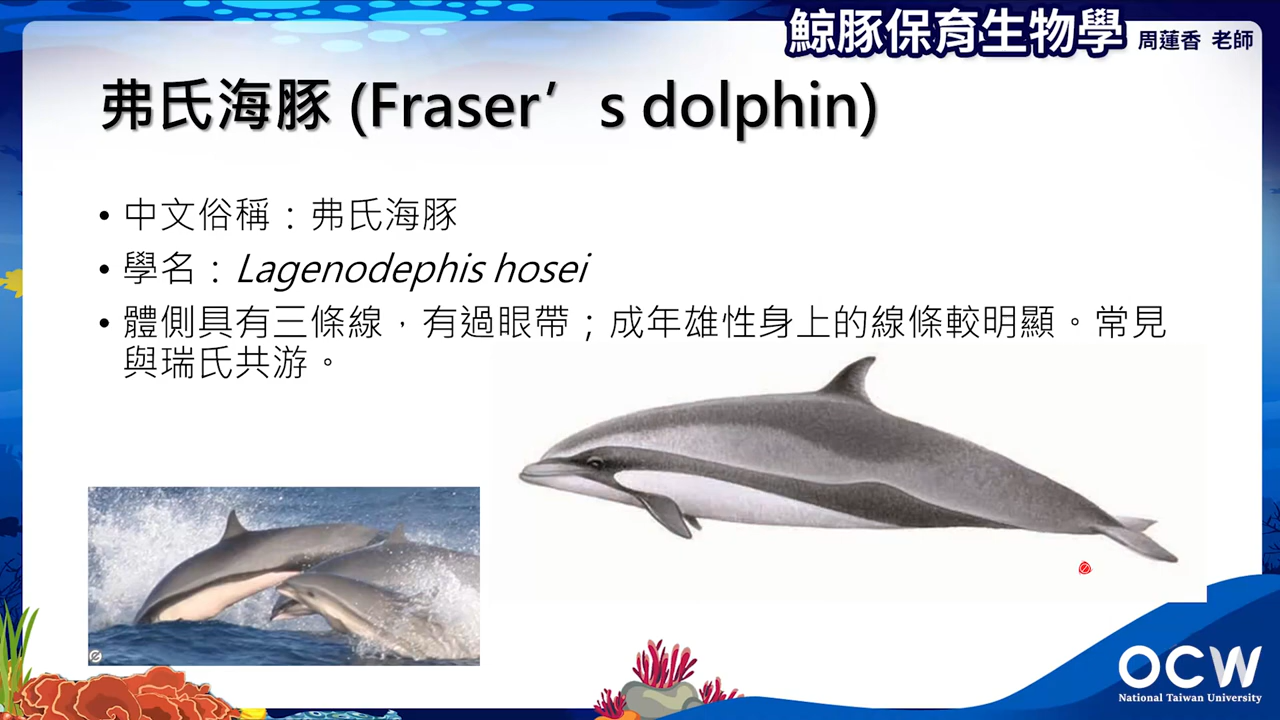 鯨豚保育生物學 周蓮香 老師
弗氏海豚 (Fraser’s dolphin)
• 中文俗稱：弗氏海豚
• 學名：Lagenodephis hosei
• 體側具有三條線，有過眼帶；成年雄性身上的線條較明顯。常見
與瑞氏共游。
OCW
National Taiwan University